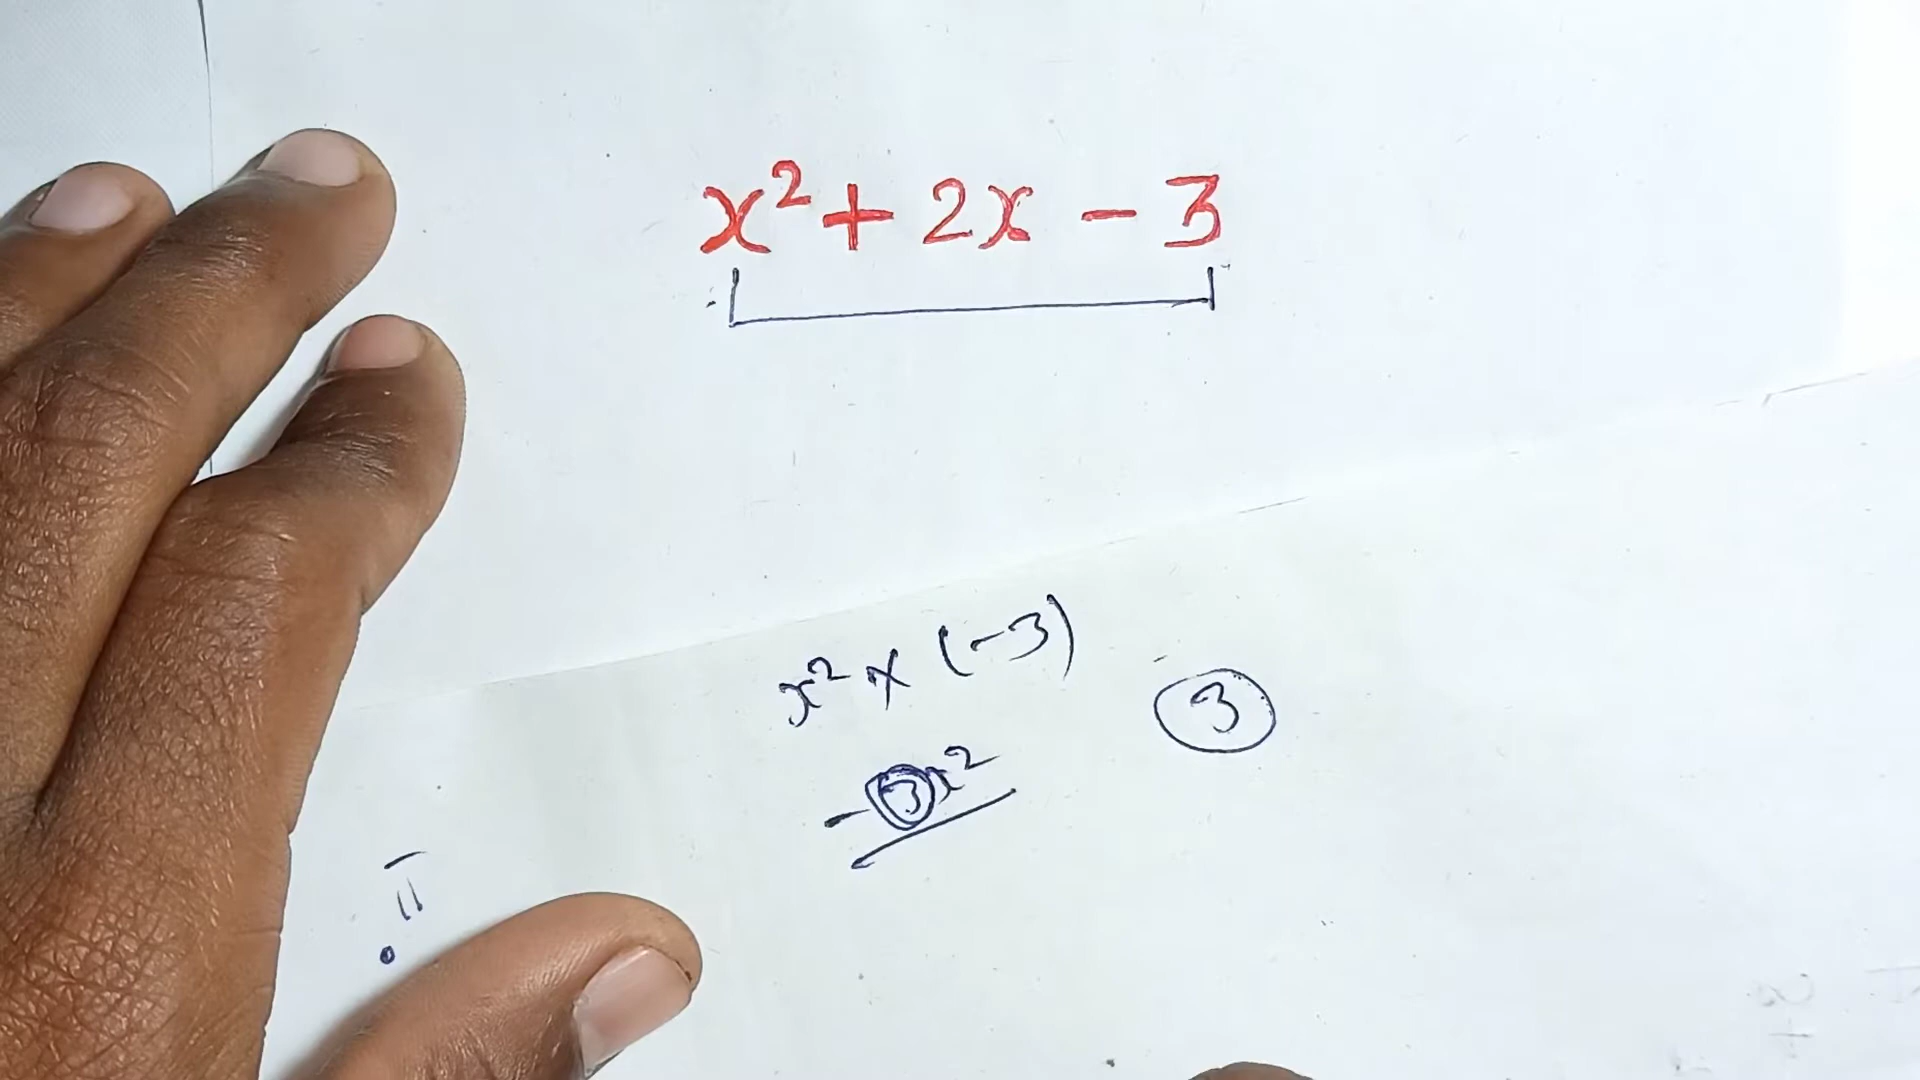 x² + 2x - 3
x² × (-3)
3
-3x²